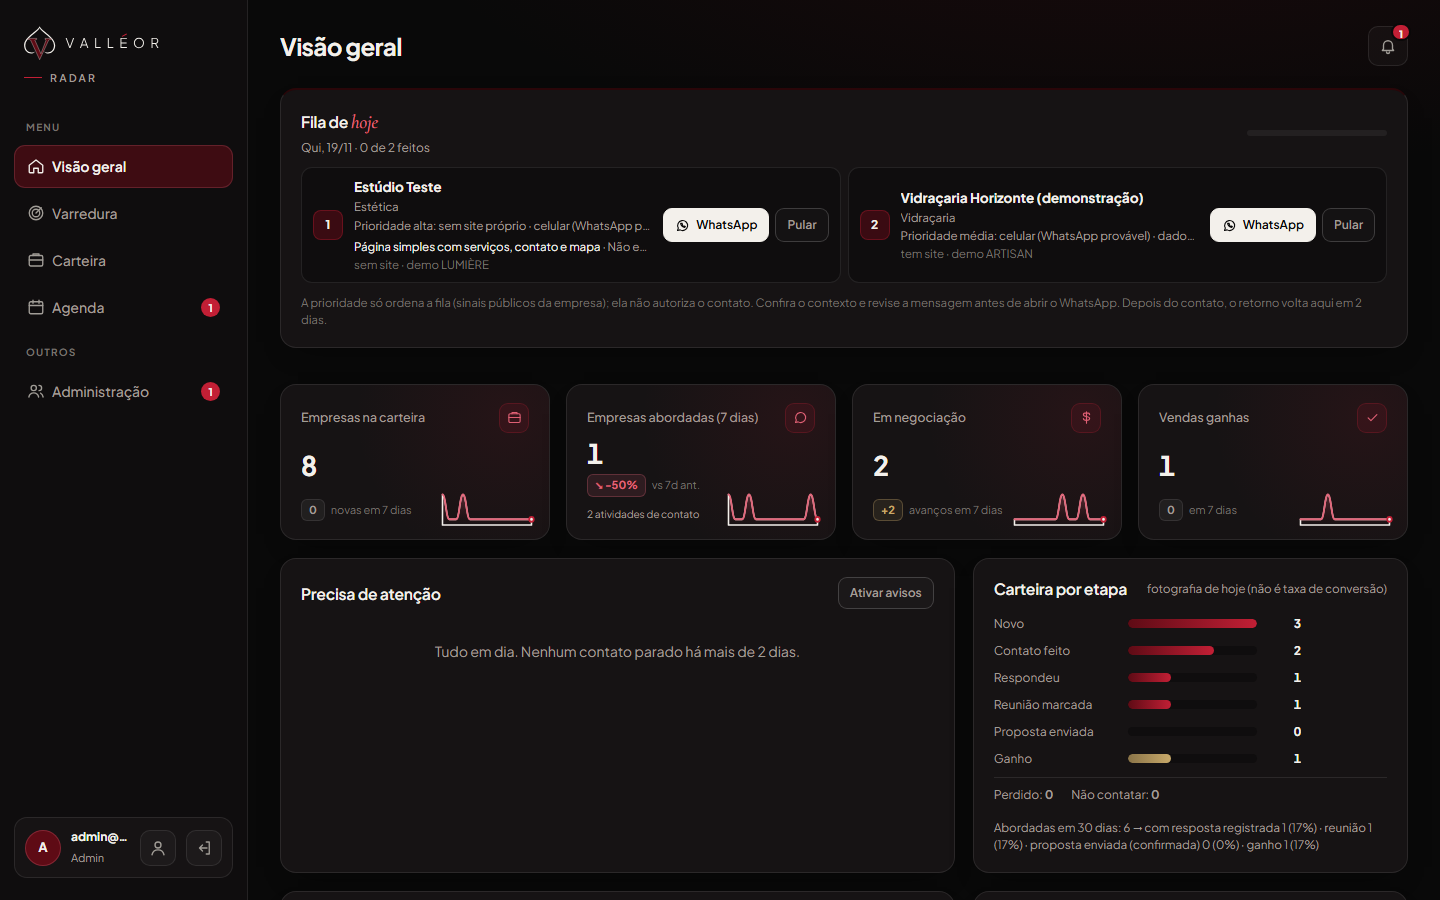 VALLÉOR
RADAR
MENU
Visão geral
Varredura
Carteira
Agenda
1
OUTROS
Administração
1
A
admin@...
Admin
Visão geral
1
Fila de hoje
Qui, 19/11 · 0 de 2 feitos
1
Estúdio Teste
Estética
Prioridade alta: sem site próprio · celular (WhatsApp p...
Página simples com serviços, contato e mapa · Não e...
sem site · demo LUMIÈRE
WhatsApp
Pular
2
Vidraçaria Horizonte (demonstração)
Vidraçaria
Prioridade média: celular (WhatsApp provável) · dado...
tem site · demo ARTISAN
WhatsApp
Pular
A prioridade só ordena a fila (sinais públicos da empresa); ela não autoriza o contato. Confira o contexto e revise a mensagem antes de abrir o WhatsApp. Depois do contato, o retorno volta aqui em 2
dias.
Empresas na carteira
8
0 novas em 7 dias
Empresas abordadas (7 dias)
1
↘ -50% vs 7d ant.
2 atividades de contato
Em negociação
$
2
+2 avanços em 7 dias
Vendas ganhas
1
0 em 7 dias
Precisa de atenção
Ativar avisos
Tudo em dia. Nenhum contato parado há mais de 2 dias.
Carteira por etapa
fotografia de hoje (não é taxa de conversão)
Novo 3
Contato feito 2
Respondeu 1
Reunião marcada 1
Proposta enviada 0
Ganho 1
Perdido: 0 Não contatar: 0
Abordadas em 30 dias: 6 → com resposta registrada 1 (17%) · reunião 1
(17%) · proposta enviada (confirmada) 0 (0%) · ganho 1 (17%)